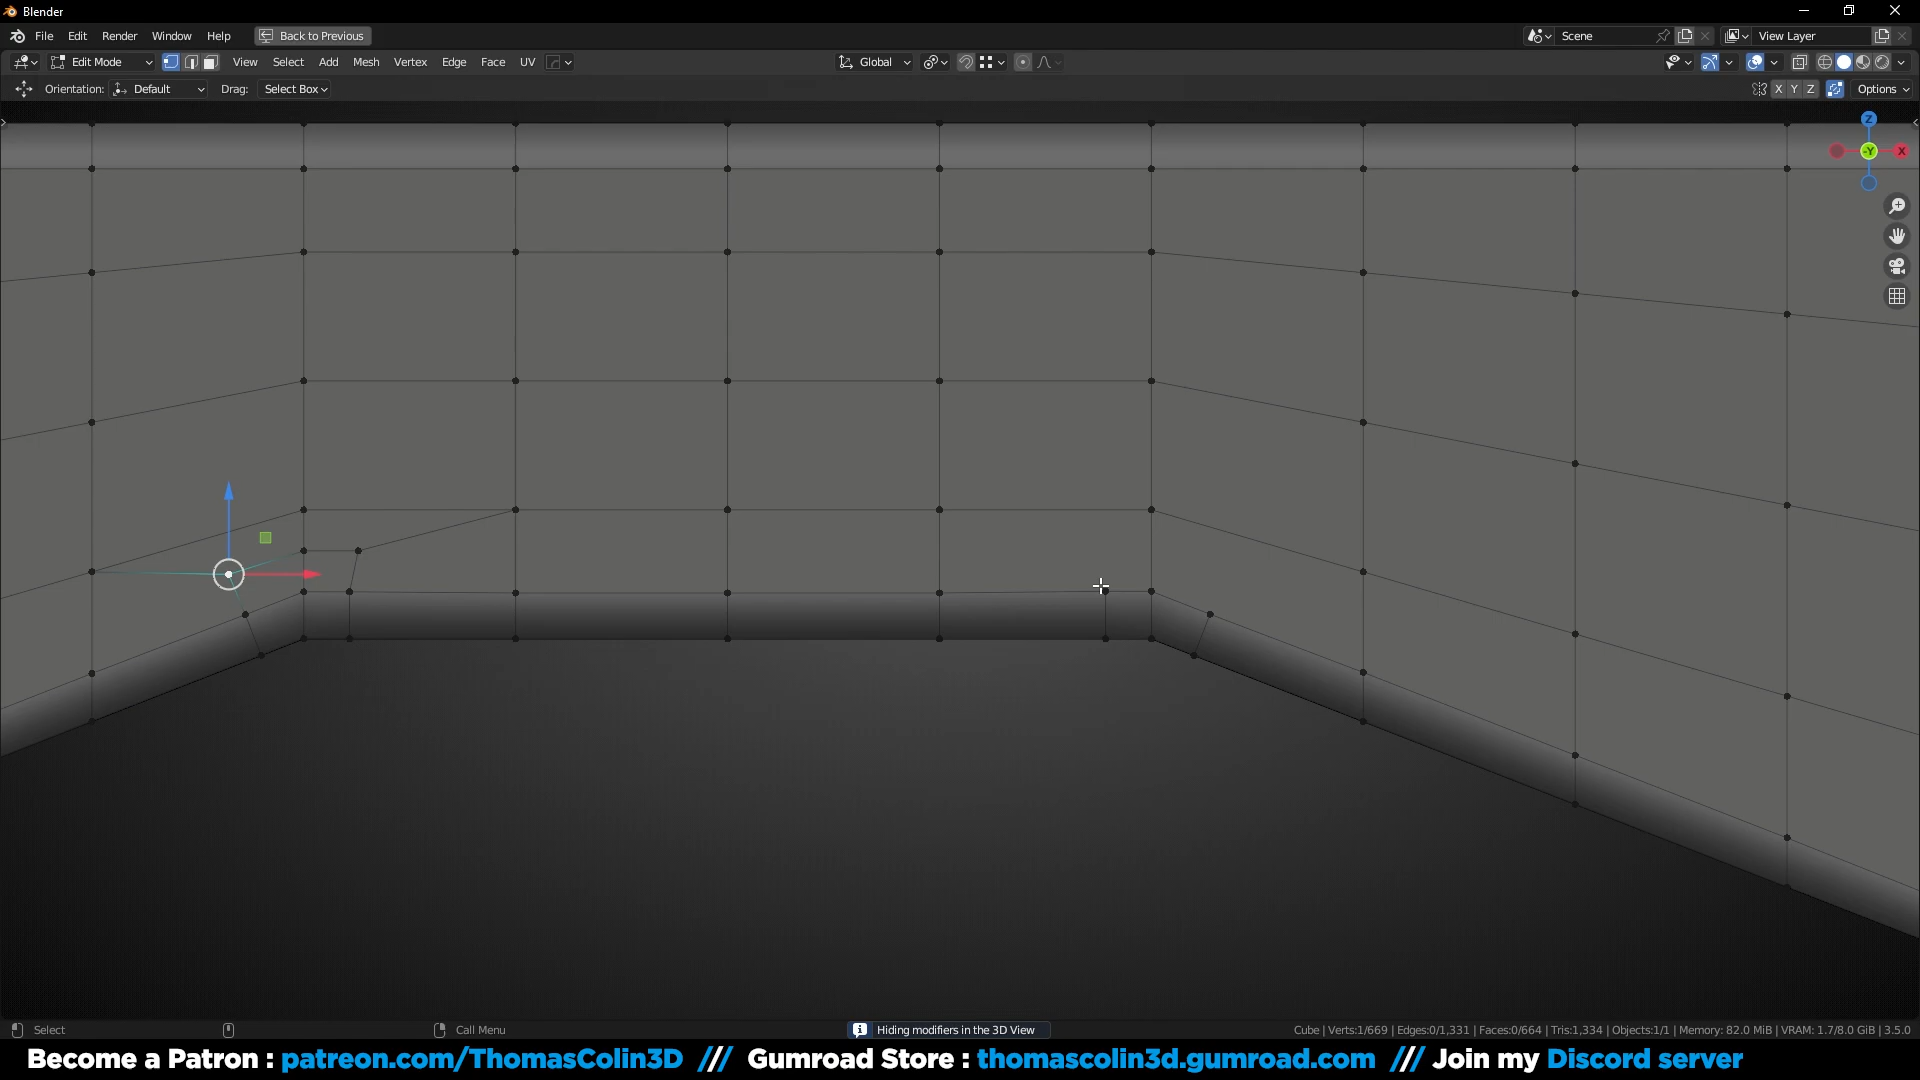 Blender
File Edit Render Window Help Back to Previous Scene View Layer
Edit Mode View Select Add Mesh Vertex Edge Face UV Global
Orientation: Default Drag: Select Box X Y Z Options
Z
-Y X
Select Call Menu Hiding modifiers in the 3D View Cube | Verts:1/669 | Edges:0/1,331 | Faces:0/664 | Tris:1,334 | Objects:1/1 | Memory: 82.0 MiB | VRAM: 1.7/8.0 GiB | 3.5.0
Become a Patron : patreon.com/ThomasColin3D /// Gumroad Store : thomascolin3d.gumroad.com /// Join my Discord server